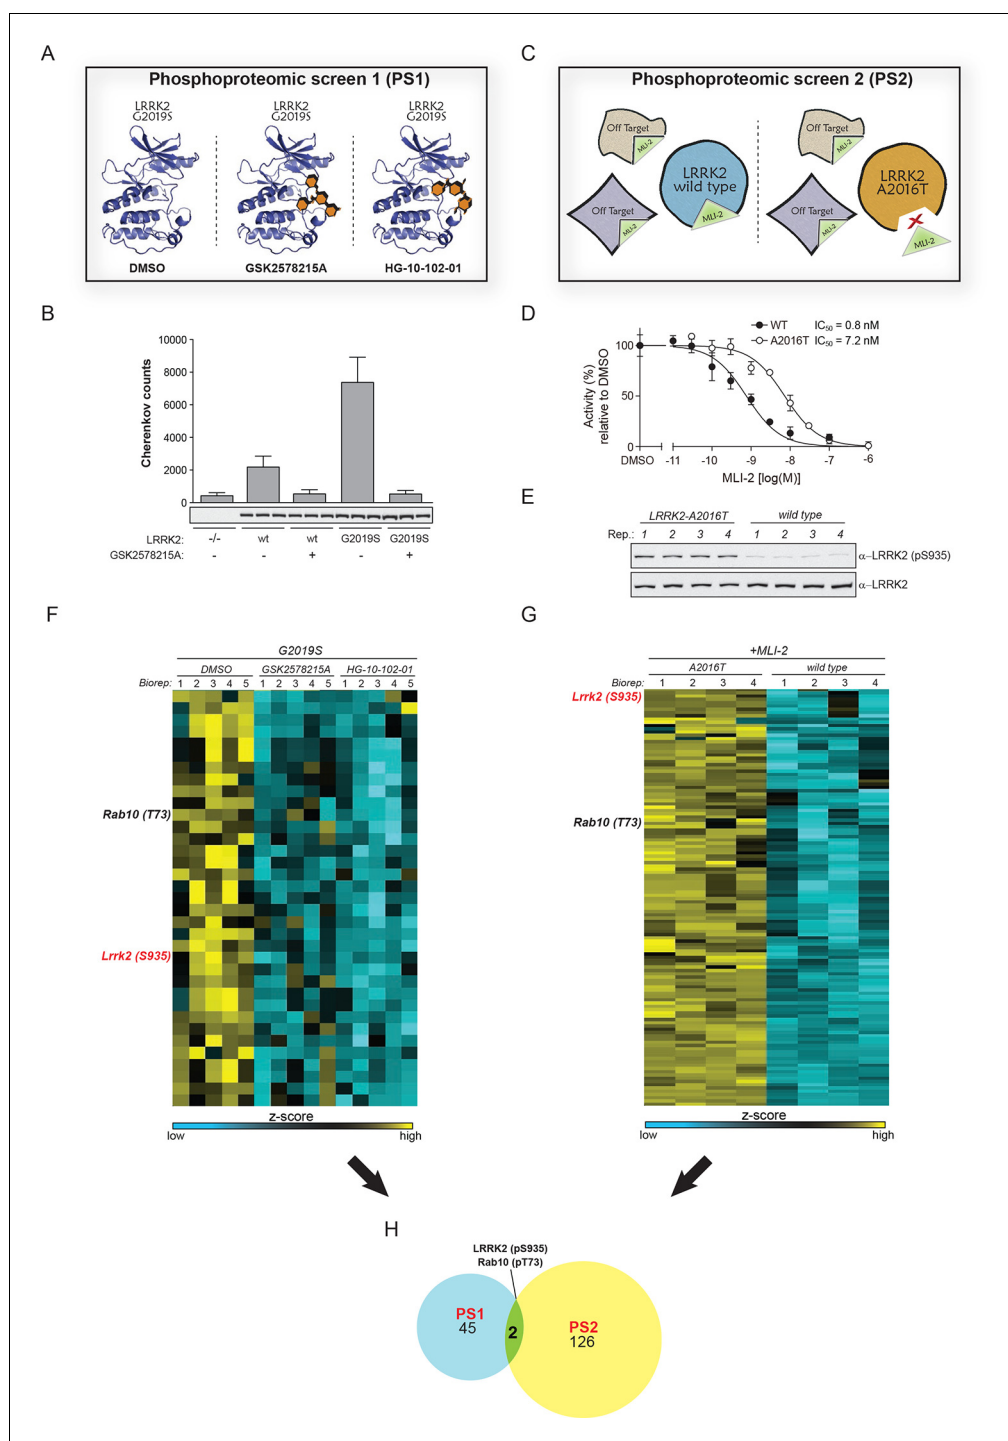 A
Phosphoproteomic screen 1 (PS1)
LRRK2 G2019S
LRRK2 G2019S
LRRK2 G2019S
DMSO
GSK2578215A
HG-10-102-01
C
Phosphoproteomic screen 2 (PS2)
Off Target
MLI-2
Off Target
MLI-2
LRRK2
wild type
MLI-2
Off Target
MLI-2
Off Target
MLI-2
LRRK2
A2016T
X
MLI-2
B
Cherenkov counts
10000
8000
6000
4000
2000
0
LRRK2: -/- wt wt G2019S G2019S
GSK2578215A: - - + - +
D
WT IC50 = 0.8 nM
A2016T IC50 = 7.2 nM
Activity (%)
relative to DMSO
100
50
0
DMSO -11 -10 -9 -8 -7 -6
MLI-2 [log(M)]
E
LRRK2-A2016T wild type
Rep.: 1 2 3 4 1 2 3 4
α–LRRK2 (pS935)
α–LRRK2
F
G2019S
DMSO GSK2578215A HG-10-102-01
Biorep: 1 2 3 4 5 1 2 3 4 5 1 2 3 4 5
Rab10 (T73)
Lrrk2 (S935)
z-score
low high
G
+MLI-2
A2016T wild type
Biorep: 1 2 3 4 1 2 3 4
Lrrk2 (S935)
Rab10 (T73)
z-score
low high
H
LRRK2 (pS935)
Rab10 (pT73)
PS1
45
2
PS2
126